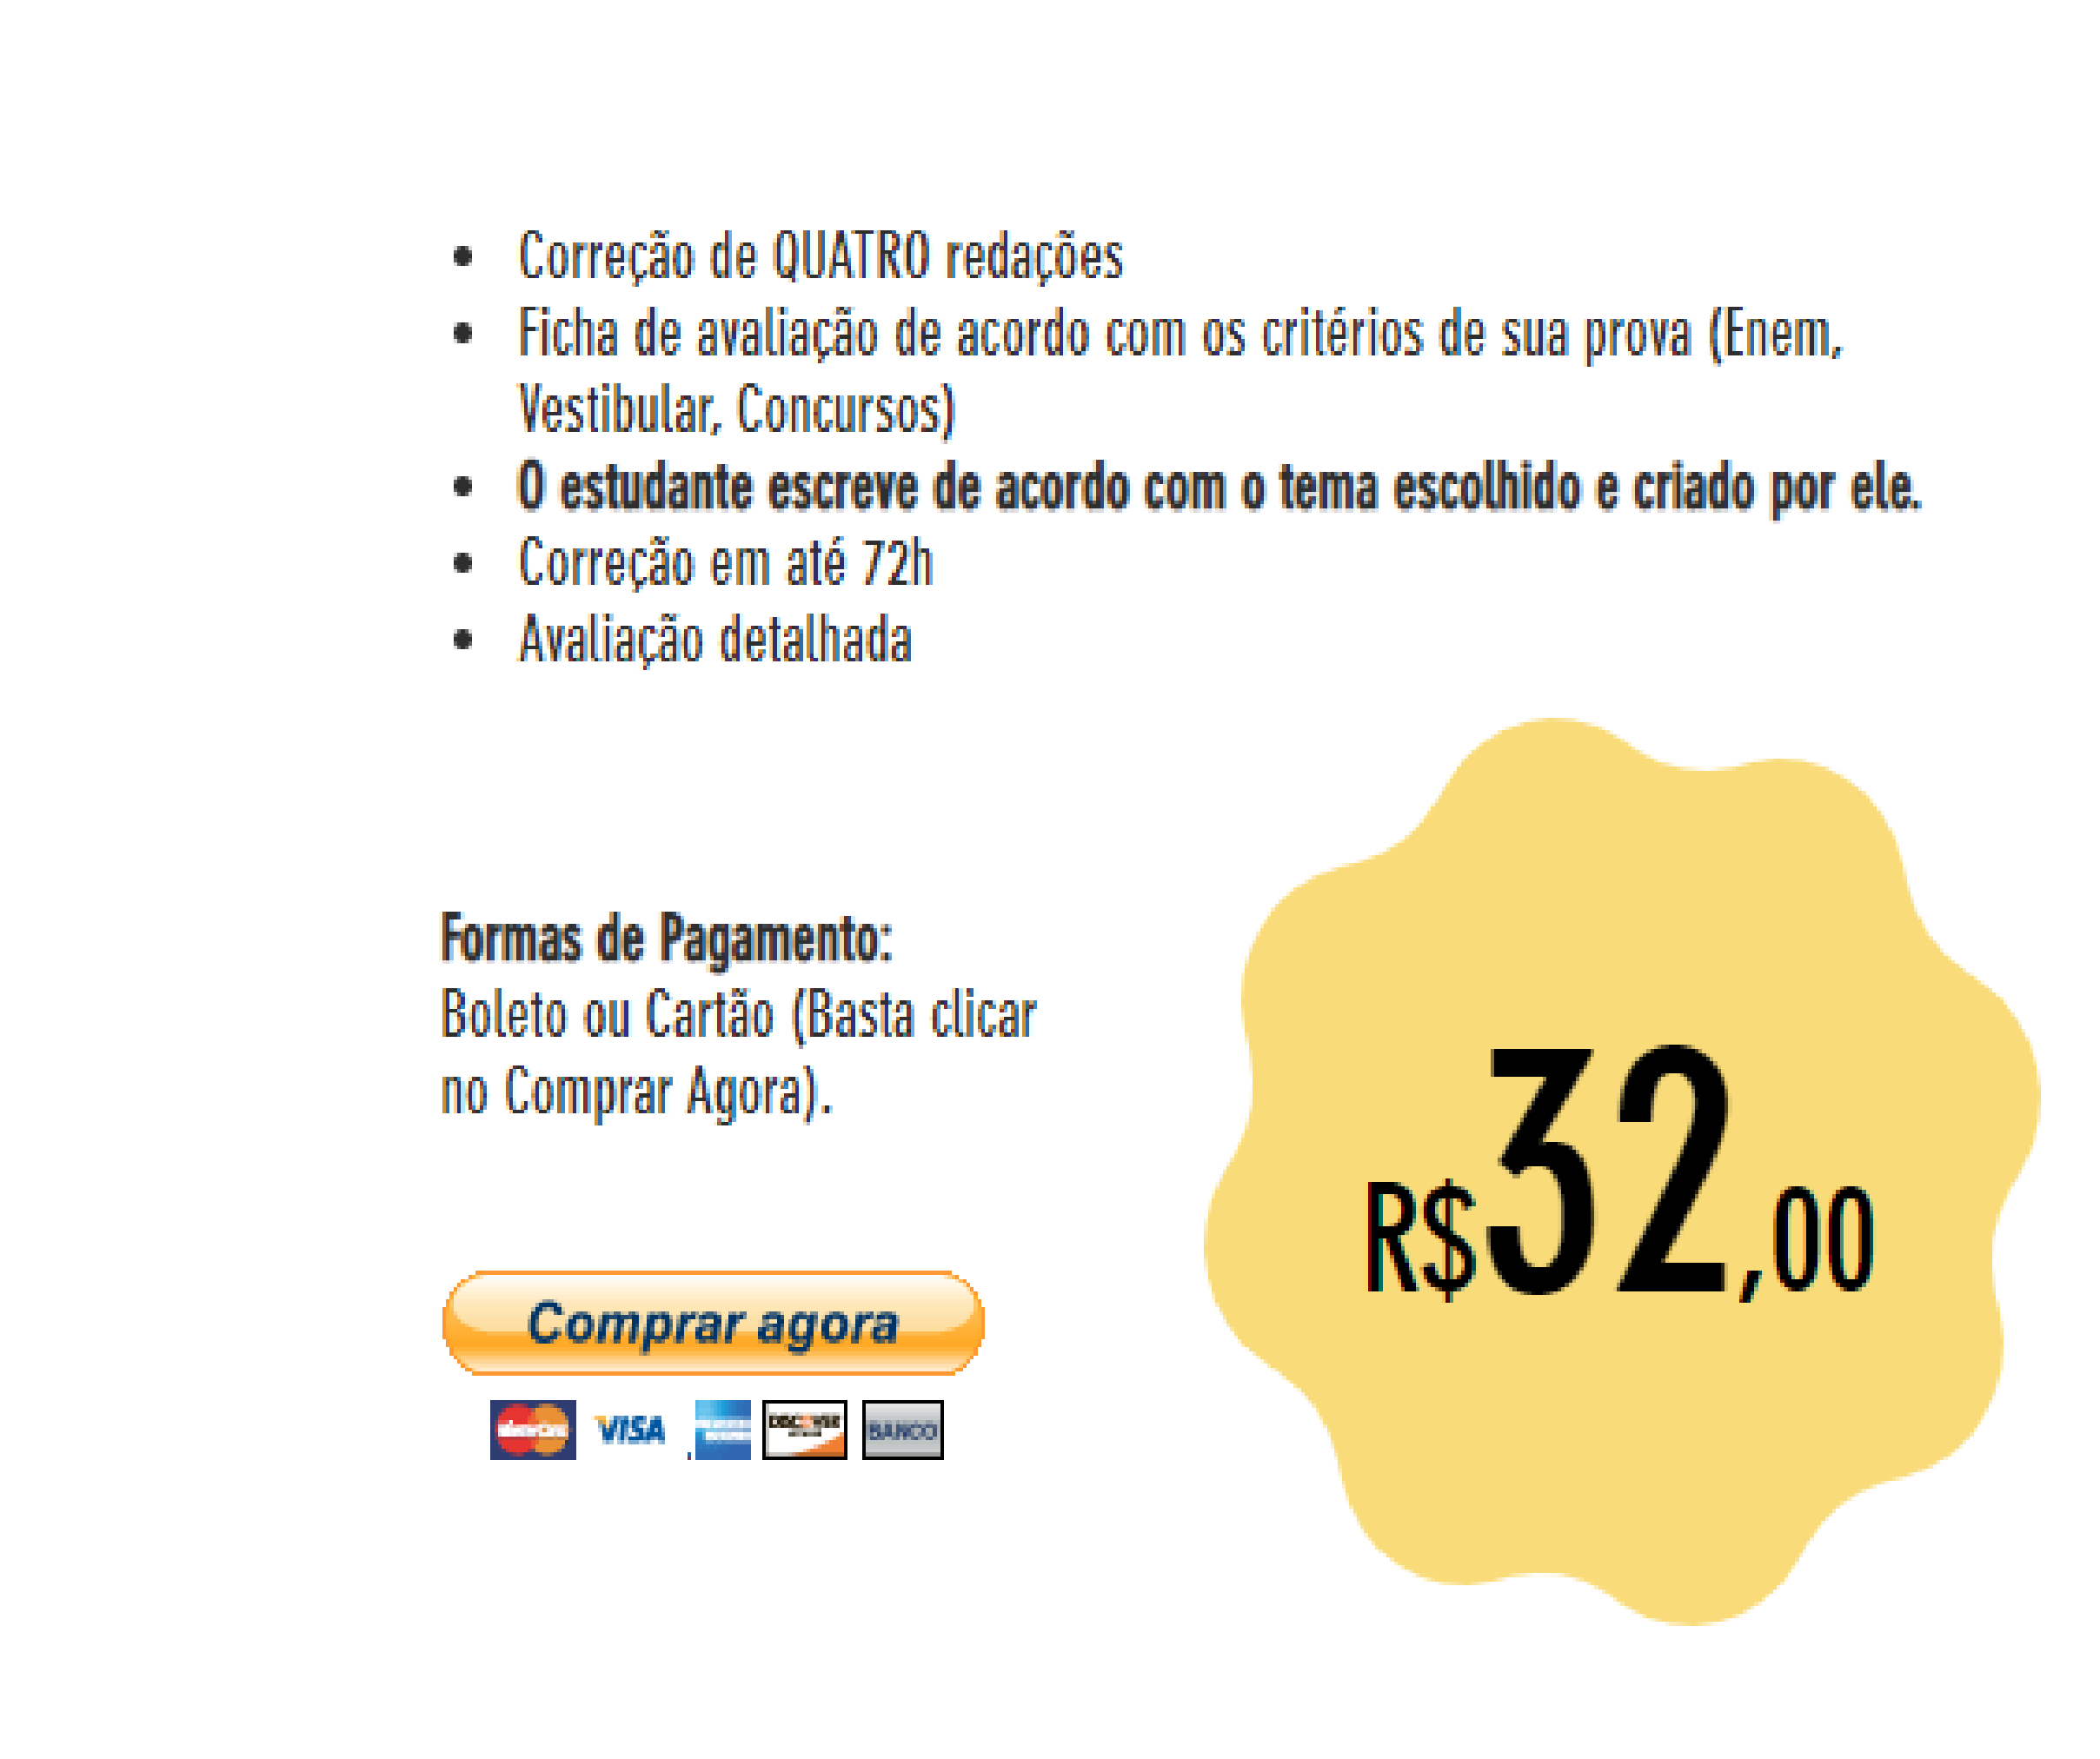 • Correção de QUATRO redações
• Ficha de avaliação de acordo com os critérios de sua prova (Enem,
Vestibular, Concursos)
• O estudante escreve de acordo com o tema escolhido e criado por ele.
• Correção em até 72h
• Avaliação detalhada
Formas de Pagamento:
Boleto ou Cartão (Basta clicar
no Comprar Agora).
R$32,00
Comprar agora
VISA
DISCOVER
BANCO